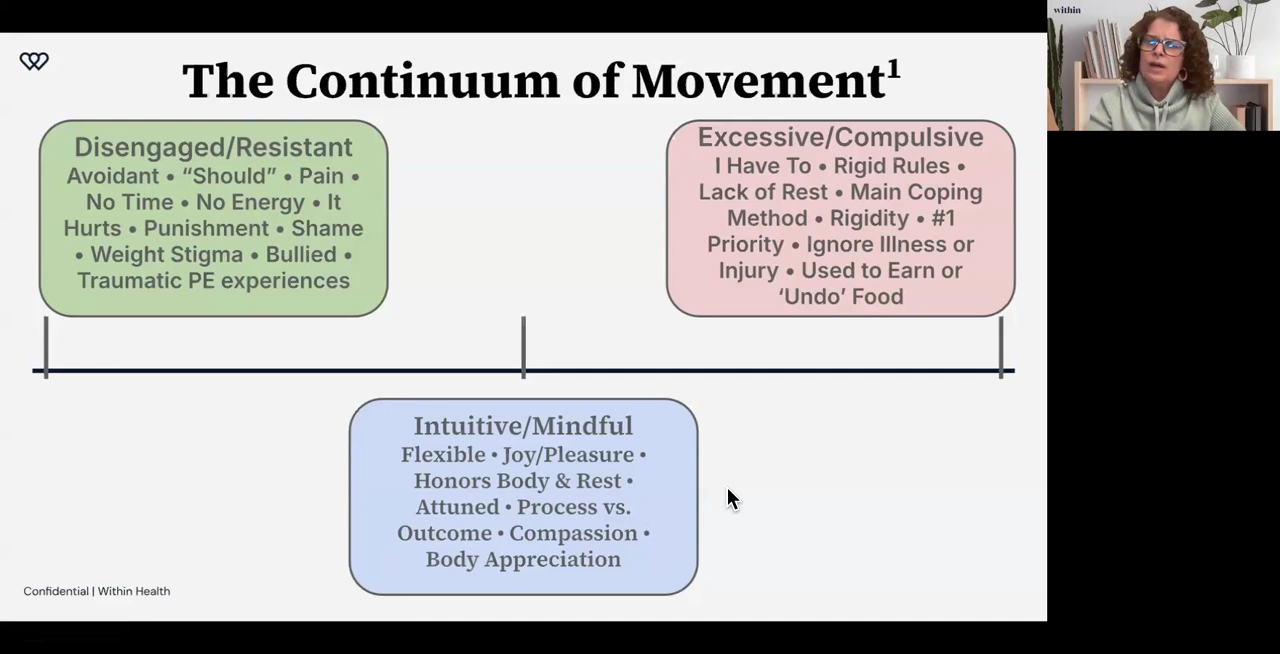 within
The Continuum of Movement¹
Disengaged/Resistant
Avoidant • “Should” • Pain •
No Time • No Energy • It
Hurts • Punishment • Shame
• Weight Stigma • Bullied •
Traumatic PE experiences
Excessive/Compulsive
I Have To • Rigid Rules •
Lack of Rest • Main Coping
Method • Rigidity • #1
Priority • Ignore Illness or
Injury • Used to Earn or
‘Undo’ Food
Intuitive/Mindful
Flexible • Joy/Pleasure •
Honors Body & Rest •
Attuned • Process vs.
Outcome • Compassion •
Body Appreciation
Confidential | Within Health